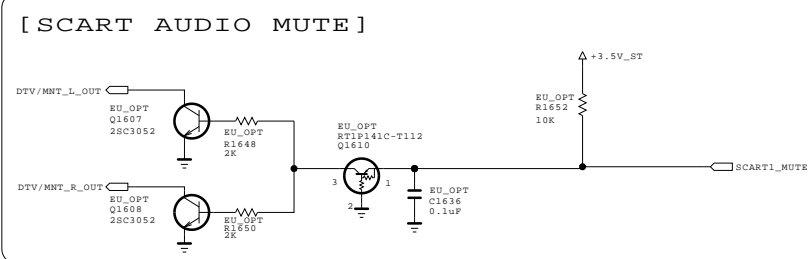 [SCART AUDIO MUTE]
+3.5V_ST
DTV/MNT_L_OUT
EU_OPT
Q1607
2SC3052
EU_OPT
R1648
2K
EU_OPT
RT1P141C-T112
Q1610
EU_OPT
R1652
10K
3
1
2
SCART1_MUTE
DTV/MNT_R_OUT
EU_OPT
Q1608
2SC3052
EU_OPT
R1650
2K
EU_OPT
C1636
0.1uF